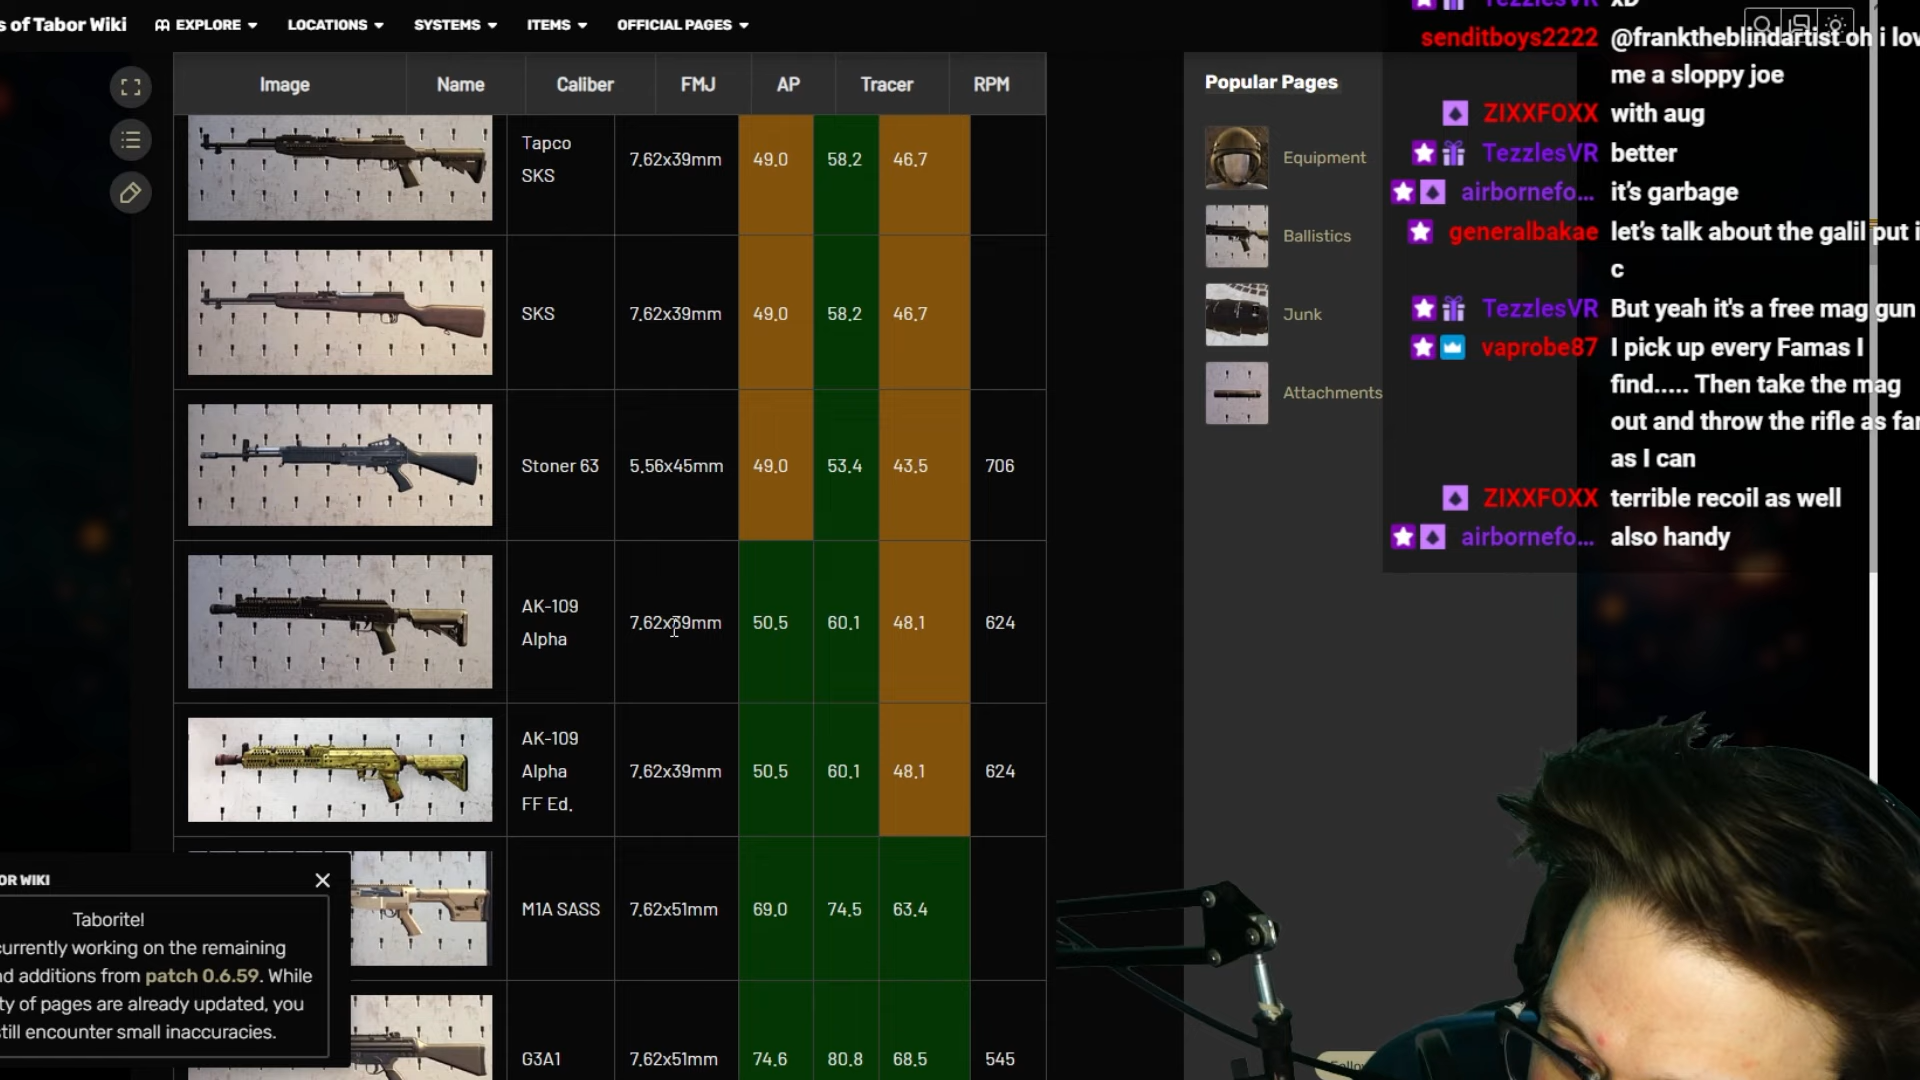 s of Tabor Wiki
EXPLORE
LOCATIONS
SYSTEMS
ITEMS
OFFICIAL PAGES
Image Name Caliber FMJ AP Tracer RPM
Tapco
SKS
7.62x39mm 49.0 58.2 46.7
SKS 7.62x39mm 49.0 58.2 46.7
Stoner 63 5.56x45mm 49.0 53.4 43.5 706
AK-109
Alpha
7.62x39mm 50.5 60.1 48.1 624
AK-109
Alpha
FF Ed.
7.62x39mm 50.5 60.1 48.1 624
M1A SASS 7.62x51mm 69.0 74.5 63.4
G3A1 7.62x51mm 74.6 80.8 68.5 545
OR WIKI
Taborite!
currently working on the remaining
nd additions from patch 0.6.59. While
ty of pages are already updated, you
still encounter small inaccuracies.
Popular Pages
Equipment
Ballistics
Junk
Attachments
TezzlesVR xD
senditboys2222 @franktheblindartist oh i lov
me a sloppy joe
ZIXXFOXX with aug
TezzlesVR better
airbornefo... it's garbage
generalbakae let's talk about the galil put i
c
TezzlesVR But yeah it's a free mag gun
vaprobe87 I pick up every Famas I
find..... Then take the mag
out and throw the rifle as far
as I can
ZIXXFOXX terrible recoil as well
airbornefo... also handy